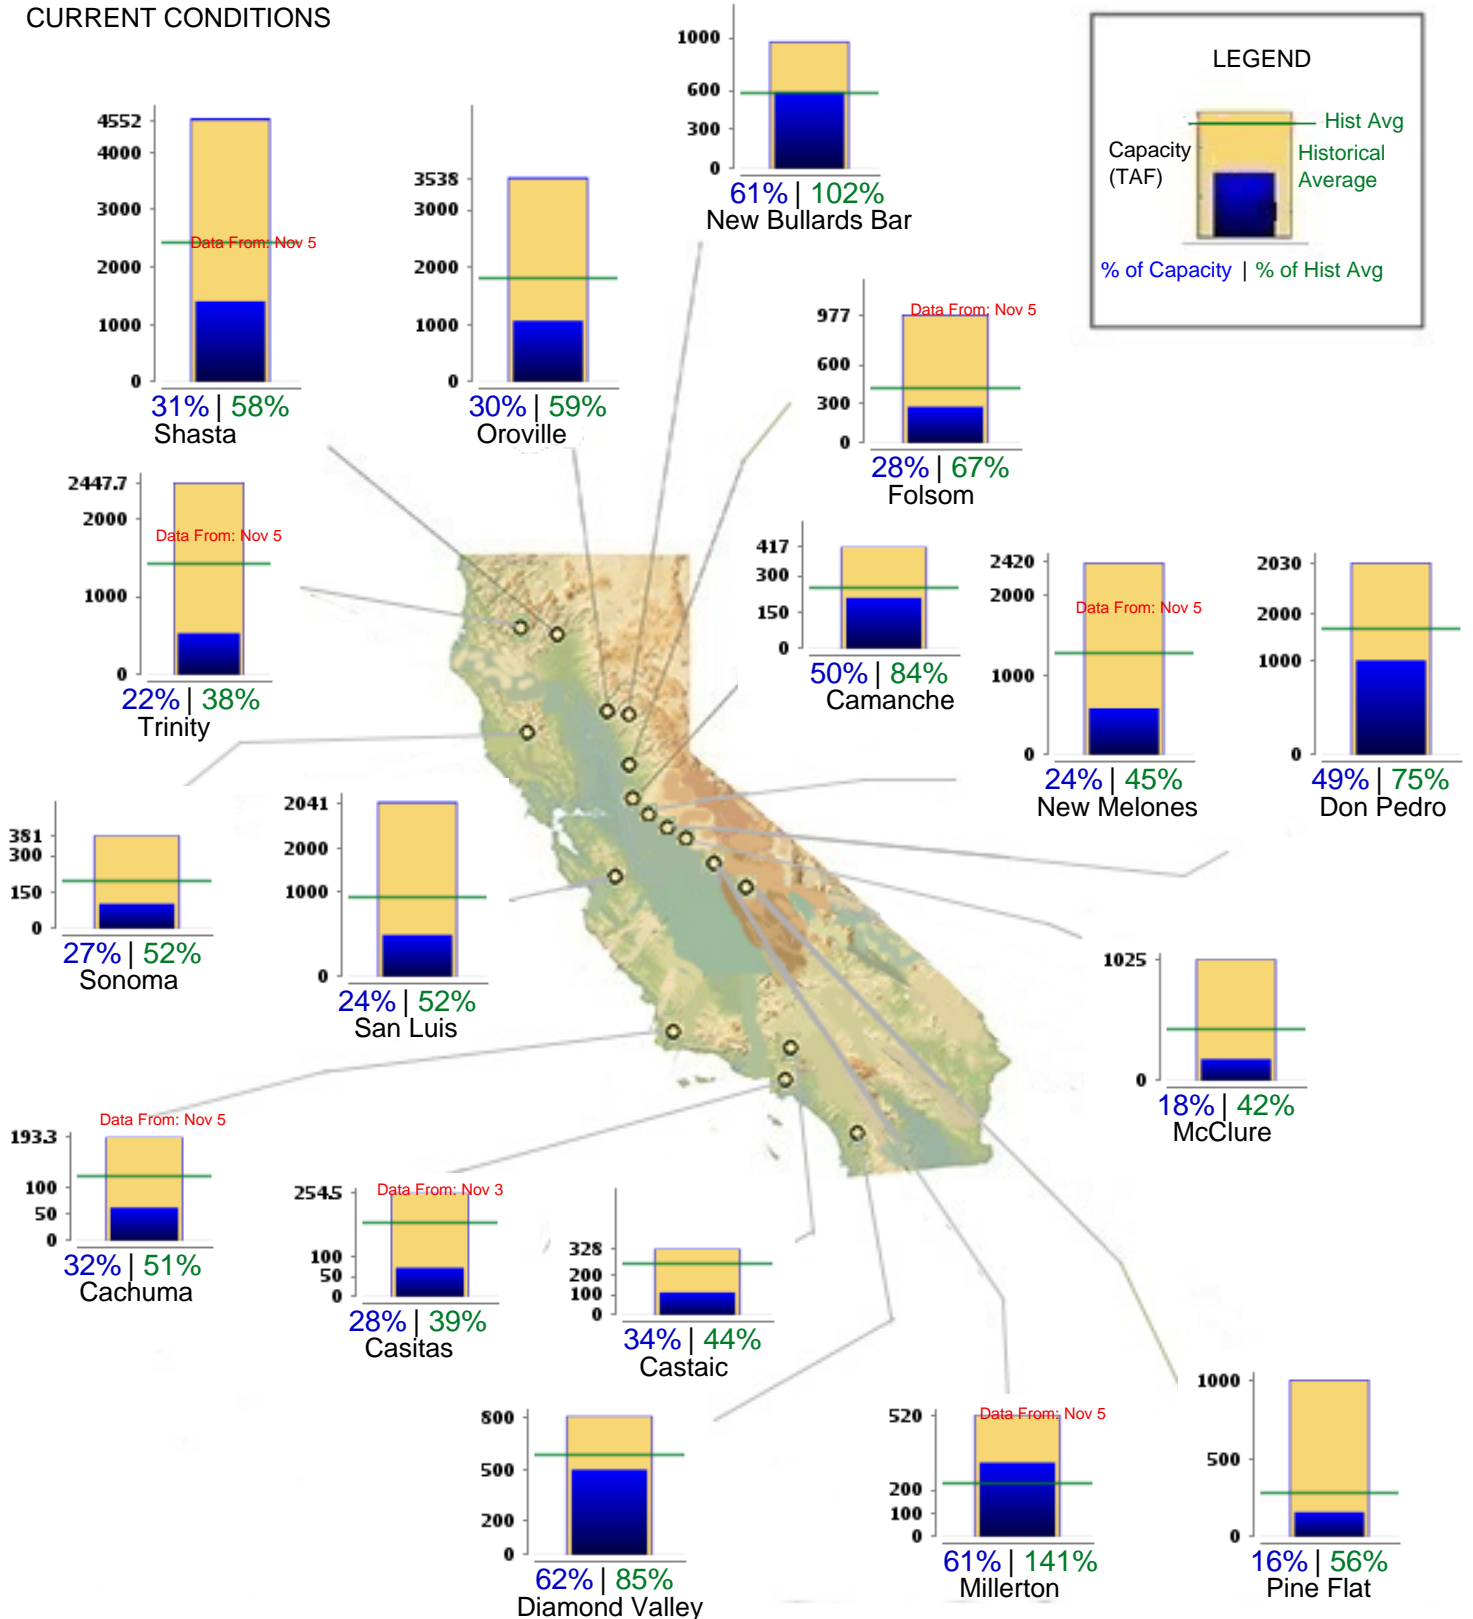 CURRENT CONDITIONS
1000
600
300
0
61% | 102%
New Bullards Bar
LEGEND
Hist Avg
Capacity
(TAF)
Historical
Average
% of Capacity | % of Hist Avg
4552
4000
3000
2000
1000
0
Data From: Nov 5
31% | 58%
Shasta
3538
3000
2000
1000
0
30% | 59%
Oroville
977
600
300
0
Data From: Nov 5
28% | 67%
Folsom
2447.7
2000
1000
0
Data From: Nov 5
22% | 38%
Trinity
417
300
150
0
50% | 84%
Camanche
2420
2000
1000
0
Data From: Nov 5
24% | 45%
New Melones
2030
2000
1000
0
49% | 75%
Don Pedro
381
300
150
0
27% | 52%
Sonoma
2041
2000
1000
0
24% | 52%
San Luis
1025
0
18% | 42%
McClure
Data From: Nov 5
193.3
100
50
0
32% | 51%
Cachuma
Data From: Nov 3
254.5
100
50
0
28% | 39%
Casitas
328
200
100
0
34% | 44%
Castaic
800
500
200
0
62% | 85%
Diamond Valley
520
200
100
0
Data From: Nov 5
61% | 141%
Millerton
1000
500
0
16% | 56%
Pine Flat